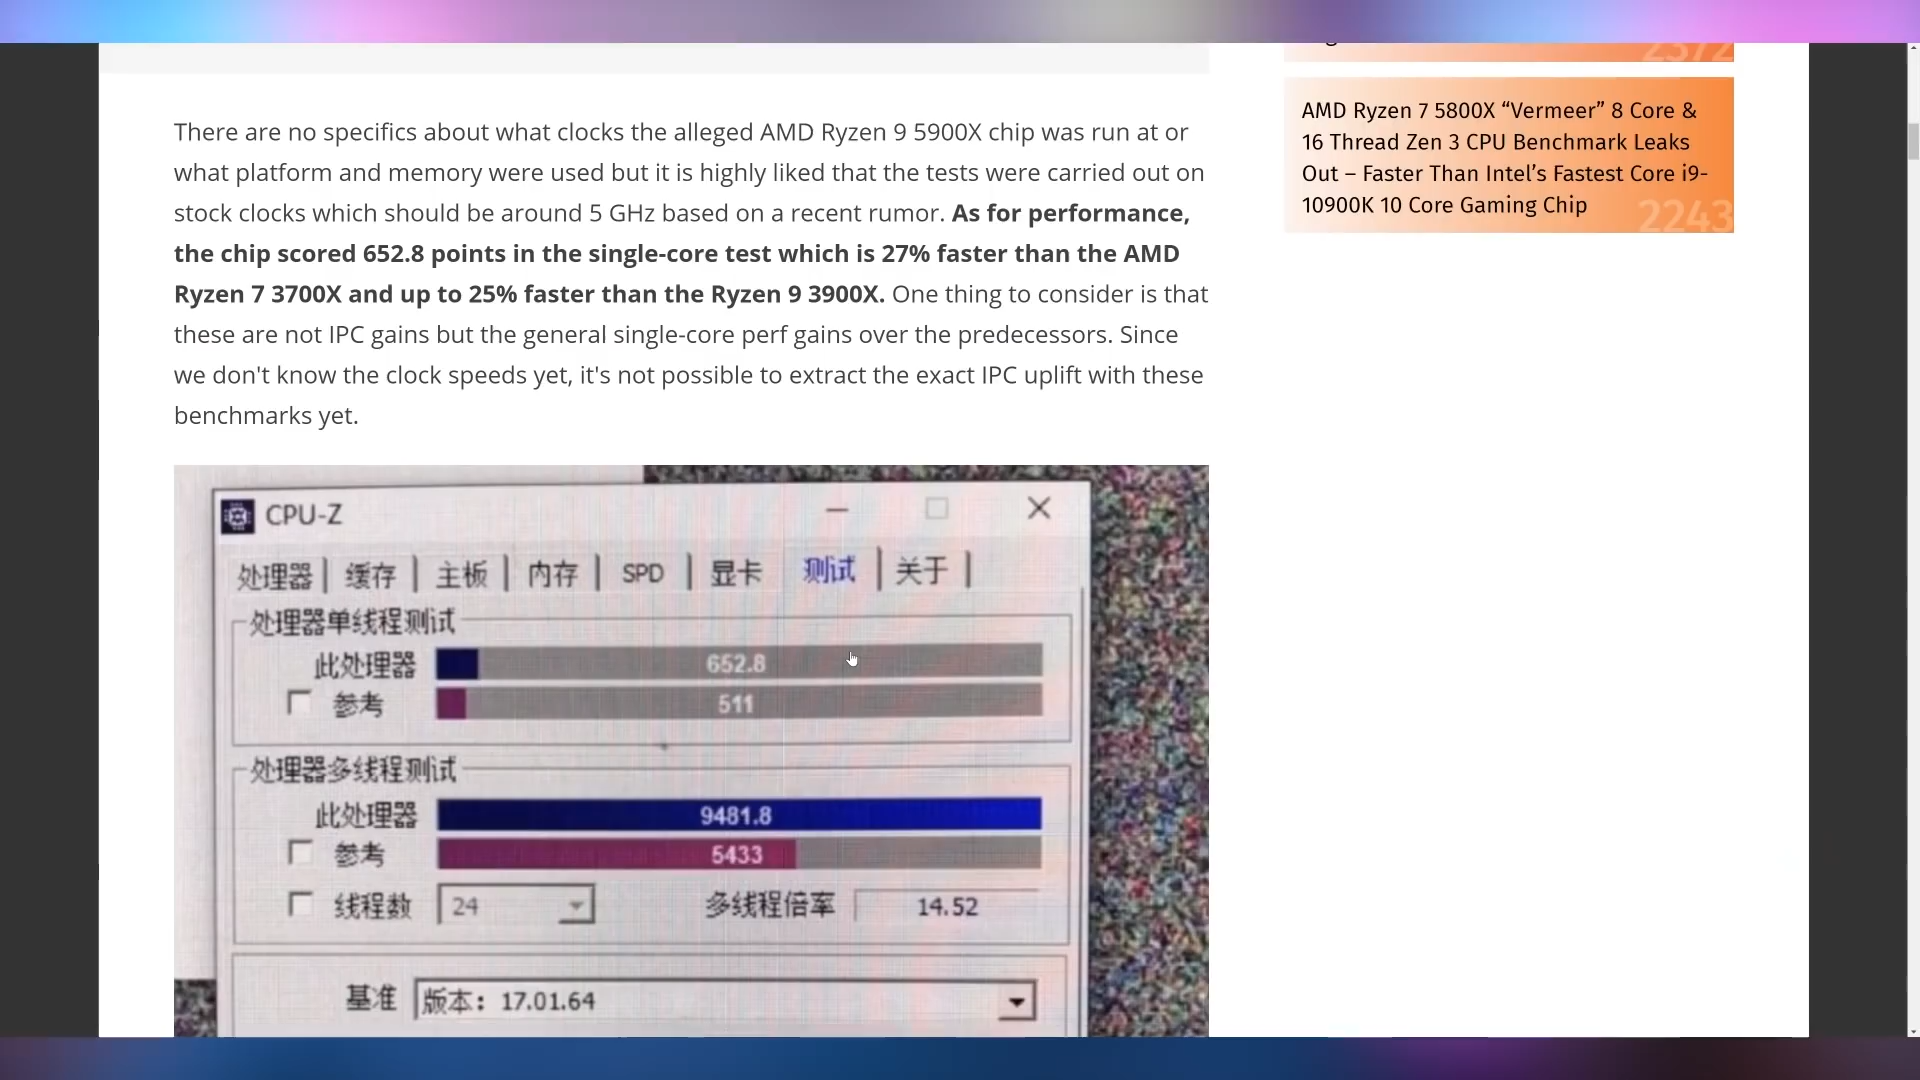 There are no specifics about what clocks the alleged AMD Ryzen 9 5900X chip was run at or
what platform and memory were used but it is highly liked that the tests were carried out on
stock clocks which should be around 5 GHz based on a recent rumor. As for performance,
the chip scored 652.8 points in the single-core test which is 27% faster than the AMD
Ryzen 7 3700X and up to 25% faster than the Ryzen 9 3900X. One thing to consider is that
these are not IPC gains but the general single-core perf gains over the predecessors. Since
we don't know the clock speeds yet, it's not possible to extract the exact IPC uplift with these
benchmarks yet.
CPU-Z
处理器 缓存 主板 内存 SPD 显卡 测试 关于
处理器单线程测试
此处理器 652.8
参考 511
处理器多线程测试
此处理器 9481.8
参考 5433
线程数 24 多线程倍率 14.52
基准 版本: 17.01.64
2372
AMD Ryzen 7 5800X “Vermeer” 8 Core &
16 Thread Zen 3 CPU Benchmark Leaks
Out – Faster Than Intel’s Fastest Core i9-
10900K 10 Core Gaming Chip
2243